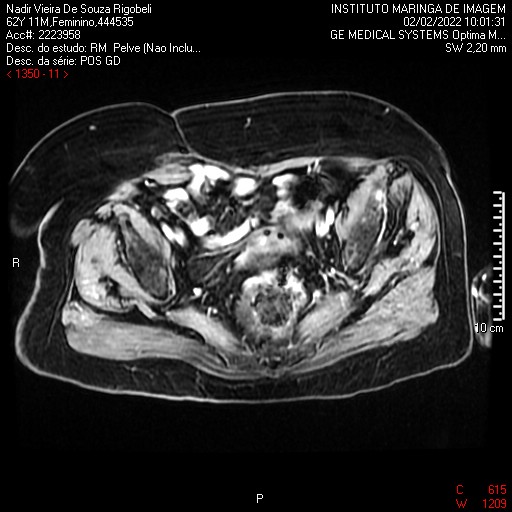 Nadir Vieira De Souza Rigobeli
62Y 11M,Feminino,444535
Acc#: 2223958
Desc. do estudo: RM  Pelve (Nao Inclu...
Desc. da série: POS GD
< 1350 - 11 >
INSTITUTO MARINGA DE IMAGEM
02/02/2022 10:01:31
GE MEDICAL SYSTEMS Optima M...
SW 2,20 mm
R
10 cm
P
C 615
W 1209